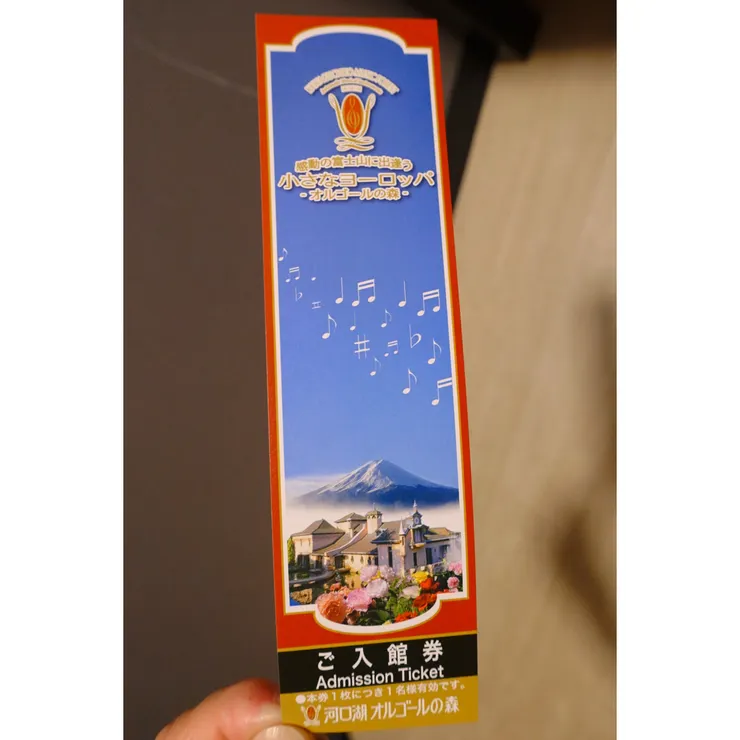 感動の富士山に出逢う
小さなヨーロッパ
-オルゴールの森-
ご入館券
Admission Ticket
●本券1枚につき1名様有効です。
河口湖 オルゴールの森